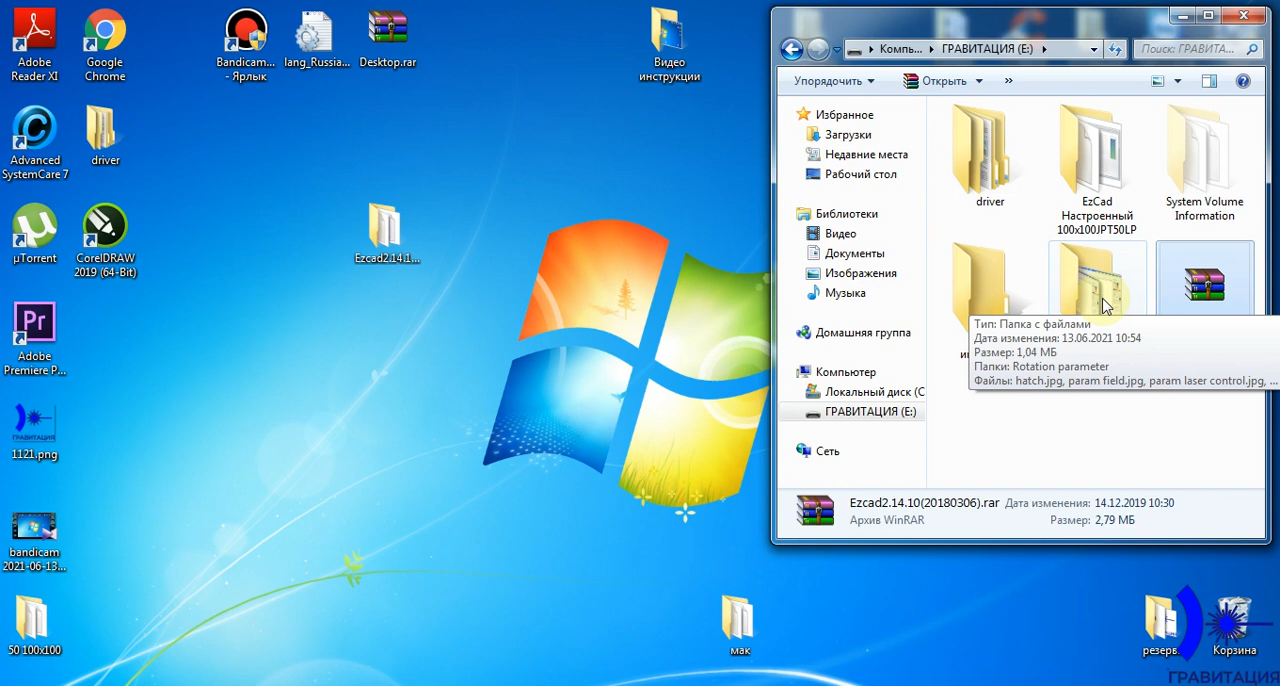 Adobe
Reader XI
Google
Chrome
Bandicam...
- Ярлык
lang_Russia...
Desktop.rar
Видео
инструкции
Advanced
SystemCare 7
driver
µTorrent
CorelDRAW
2019 (64-Bit)
Ezcad2.14.1...
Pr
Adobe
Premiere P...
ГРАВИТАЦИЯ
1121.png
bandicam
2021-06-13...
50 100x100
мак
резерв
Корзина
ГРАВИТАЦИЯ
Компь...
ГРАВИТАЦИЯ (E:)
Поиск: ГРАВИТА...
Упорядочить
Открыть
»
Избранное
Загрузки
Недавние места
Рабочий стол
Библиотеки
Видео
Документы
Изображения
Музыка
Домашняя группа
Компьютер
Локальный диск (C
ГРАВИТАЦИЯ (E:)
Сеть
driver
EzCad
Настроенный
100x100JPT50LP
System Volume
Information
Тип: Папка с файлами
Дата изменения: 13.06.2021 10:54
Размер: 1,04 МБ
Папки: Rotation parameter
Файлы: hatch.jpg, param field.jpg, param laser control.jpg, ...
Ezcad2.14.10(20180306).rar Дата изменения: 14.12.2019 10:30
Архив WinRAR Размер: 2,79 МБ